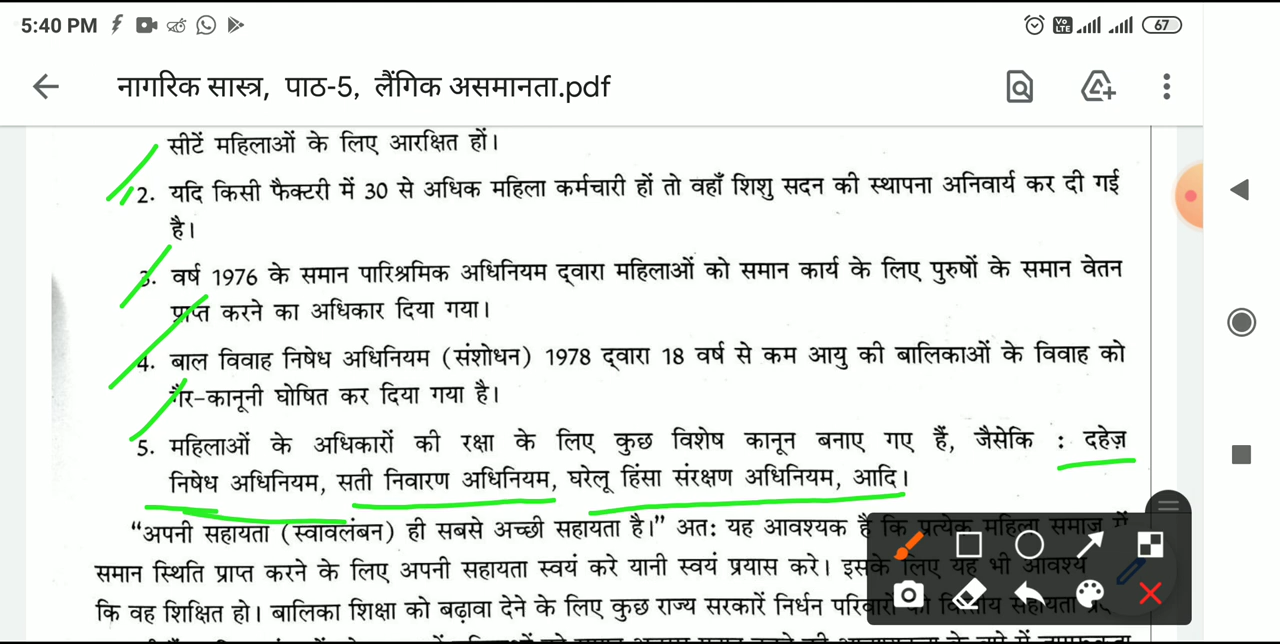 5:40 PM
Vo LTE
67
नागरिक सास्त्र, पाठ-5, लैंगिक असमानता.pdf
सीटें महिलाओं के लिए आरक्षित हों।
2. यदि किसी फैक्टरी में 30 से अधिक महिला कर्मचारी हों तो वहाँ शिशु सदन की स्थापना अनिवार्य कर दी गई
है।
3. वर्ष 1976 के समान पारिश्रमिक अधिनियम द्वारा महिलाओं को समान कार्य के लिए पुरुषों के समान वेतन
प्राप्त करने का अधिकार दिया गया।
4. बाल विवाह निषेध अधिनियम (संशोधन) 1978 द्वारा 18 वर्ष से कम आयु की बालिकाओं के विवाह को
गैर-कानूनी घोषित कर दिया गया है।
5. महिलाओं के अधिकारों की रक्षा के लिए कुछ विशेष कानून बनाए गए हैं, जैसेकि : दहेज़
निषेध अधिनियम, सती निवारण अधिनियम, घरेलू हिंसा संरक्षण अधिनियम, आदि।
“अपनी सहायता (स्वावलंबन) ही सबसे अच्छी सहायता है।” अत: यह आवश्यक है कि प्रत्येक महिला समाज में
समान स्थिति प्राप्त करने के लिए अपनी सहायता स्वयं करे यानी स्वयं प्रयास करे। इसके लिए यह भी
कि वह शिक्षित हो। बालिका शिक्षा को बढ़ावा देने के लिए कुछ राज्य सरकारें निर्धन परिवारों को वित्तीय सहायता